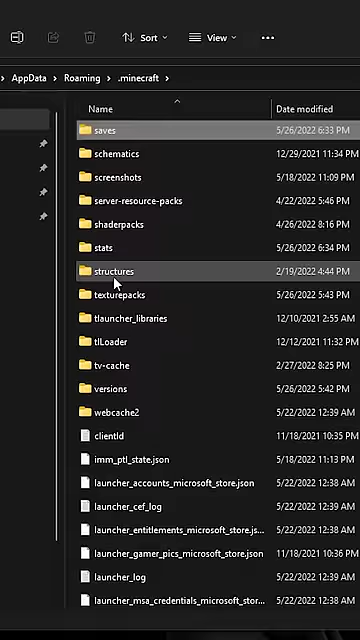 Sort
View
AppData > Roaming > .minecraft >
Name Date modified
saves 5/26/2022 6:33 PM
schematics 12/29/2021 11:34 PM
screenshots 5/18/2022 11:09 PM
server-resource-packs 4/22/2022 5:46 PM
shaderpacks 4/26/2022 8:16 PM
stats 5/26/2022 6:34 PM
structures 2/19/2022 4:44 PM
texturepacks 5/26/2022 5:43 PM
tlauncher_libraries 12/10/2021 2:55 AM
tlLoader 12/12/2021 11:32 PM
tv-cache 2/27/2022 8:25 PM
versions 5/26/2022 5:42 PM
webcache2 5/22/2022 12:39 AM
clientId 11/18/2021 10:35 PM
imm_ptl_state.json 5/18/2022 11:13 PM
launcher_accounts_microsoft_store.json 5/22/2022 12:38 AM
launcher_cef_log 5/22/2022 12:39 AM
launcher_entitlements_microsoft_store.js... 5/22/2022 12:38 AM
launcher_gamer_pics_microsoft_store.json 11/18/2021 10:36 PM
launcher_log 5/22/2022 12:39 AM
launcher_msa_credentials_microsoft_stor... 5/22/2022 12:38 AM